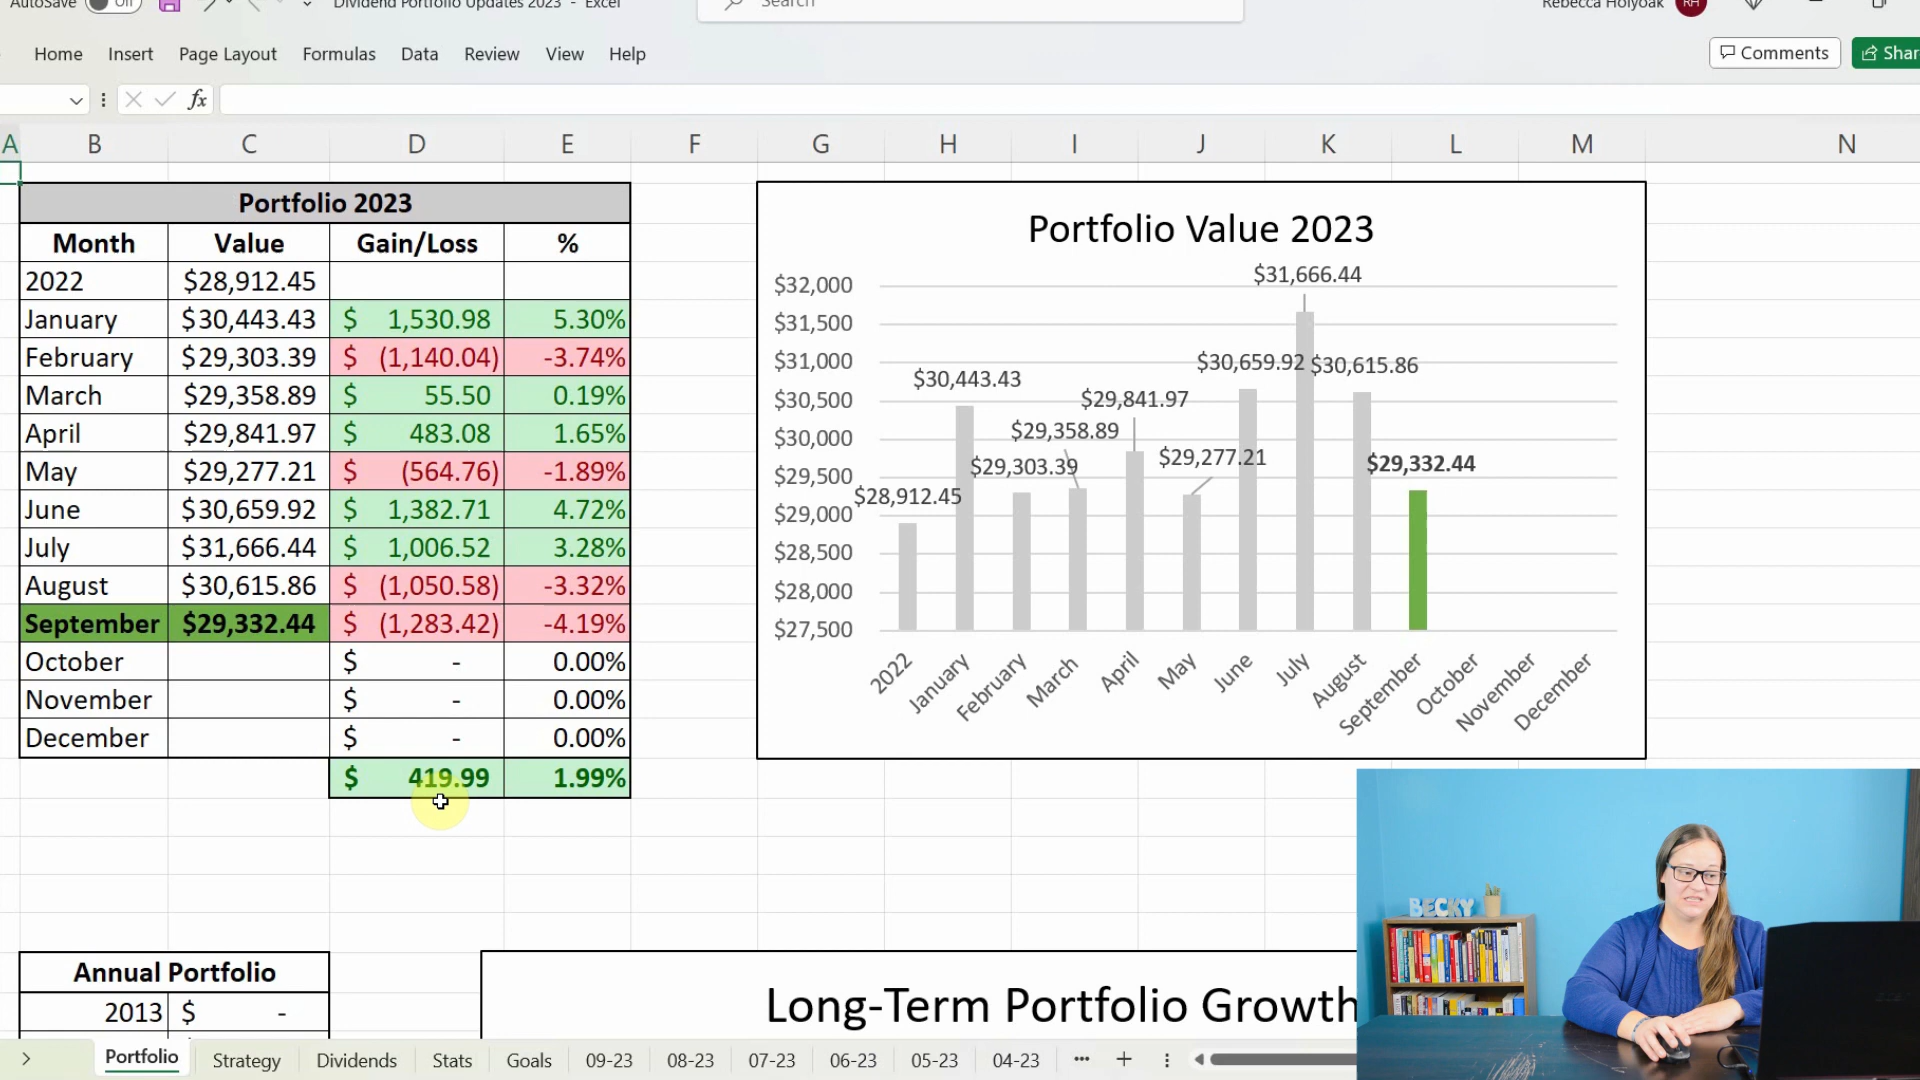 AutoSave Off Dividend Portfolio Updates 2023 - Excel Search Rebecca Holyoak RH
Home Insert Page Layout Formulas Data Review View Help Comments Shar
fx
A B C D E F G H I J K L M N
Portfolio 2023
Month Value Gain/Loss %
2022 $28,912.45
January $30,443.43 $ 1,530.98 5.30%
February $29,303.39 $ (1,140.04) -3.74%
March $29,358.89 $ 55.50 0.19%
April $29,841.97 $ 483.08 1.65%
May $29,277.21 $ (564.76) -1.89%
June $30,659.92 $ 1,382.71 4.72%
July $31,666.44 $ 1,006.52 3.28%
August $30,615.86 $ (1,050.58) -3.32%
September $29,332.44 $ (1,283.42) -4.19%
October $ - 0.00%
November $ - 0.00%
December $ - 0.00%
$ 419.99 1.99%
Portfolio Value 2023
$31,666.44
$32,000
$31,500
$31,000 $30,659.92 $30,615.86
$30,443.43
$30,500 $29,841.97
$30,000 $29,358.89
$29,500 $29,303.39 $29,277.21 $29,332.44
$28,912.45
$29,000
$28,500
$28,000
$27,500
2022 January February March April May June July August September October November December
Annual Portfolio
2013 $ -
Long-Term Portfolio Growth
BECKY
Portfolio Strategy Dividends Stats Goals 09-23 08-23 07-23 06-23 05-23 04-23 ... +